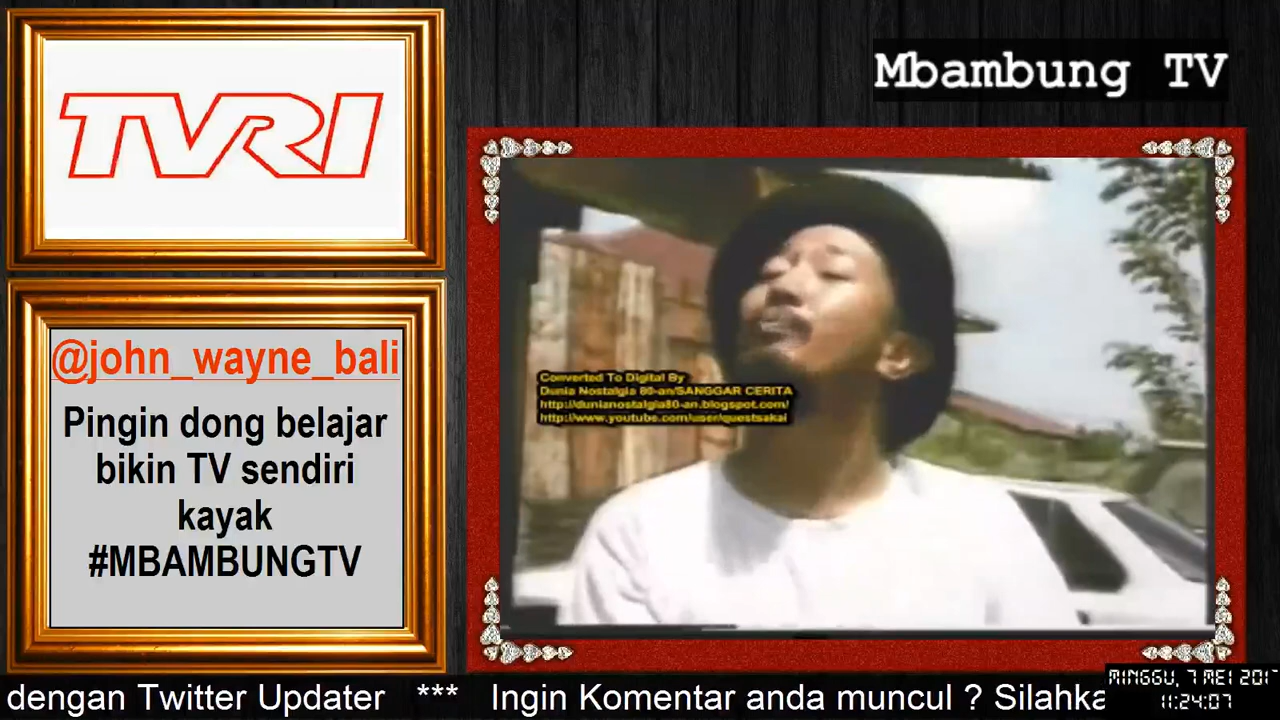 TVRI
Mbambung TV
@john_wayne_bali
Pingin dong belajar
bikin TV sendiri
kayak
#MBAMBUNGTV
Converted To Digital By
Dunia Nostalgia 80-an/SANGGAR CERITA
http://dunianostalgia80-an.blogspot.com/
http://www.youtube.com/user/questsakai
dengan Twitter Updater *** Ingin Komentar anda muncul ? Silahka
MINGGU, 7 MEI 2017
11:24:07